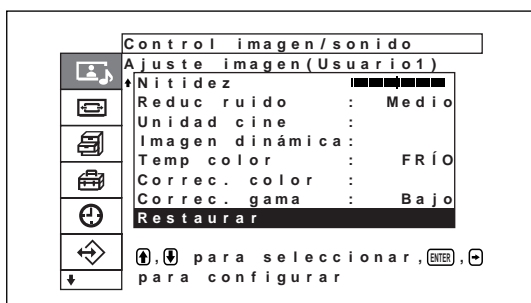 Control imagen/sonido
Ajuste imagen(Usuario1)
Nitidez
Reduc ruido : Medio
Unidad cine :
Imagen dinámica:
Temp color : FRÍO
Correc. color :
Correc. gama : Bajo
Restaurar
, para seleccionar, ENTER,
para configurar